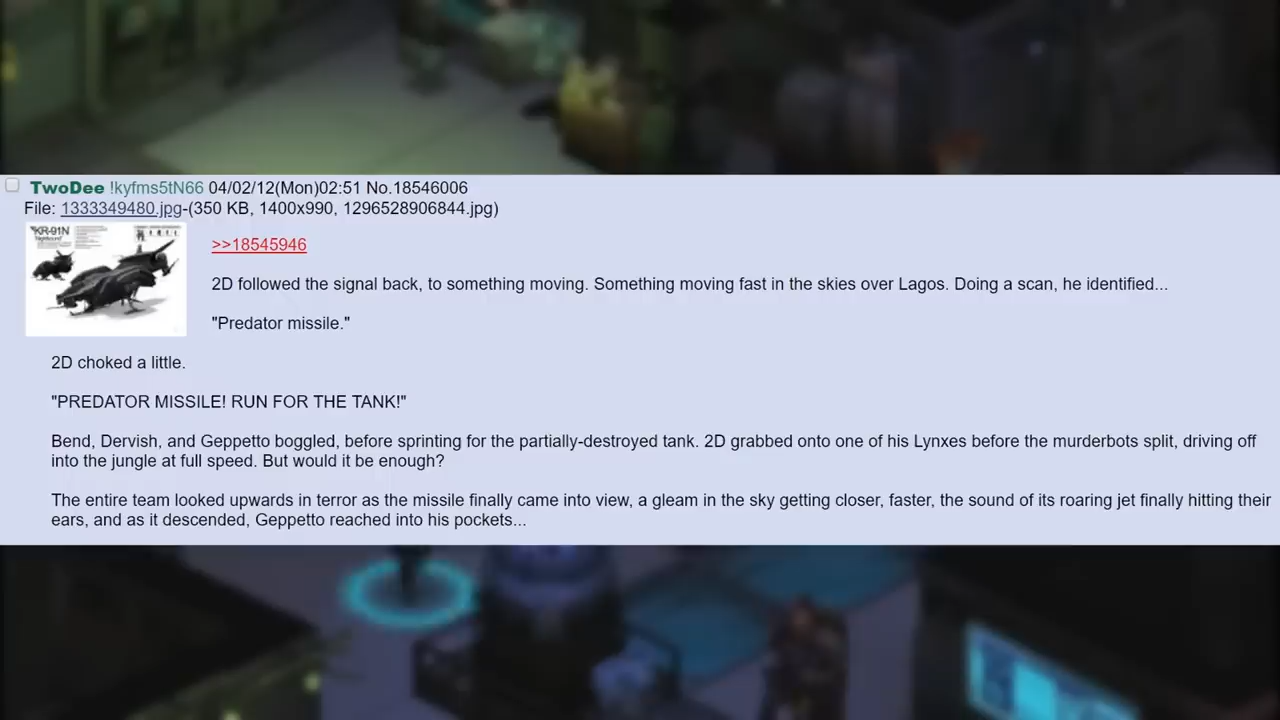 TwoDee !kyfms5tN66 04/02/12(Mon)02:51 No.18546006
File: 1333349480.jpg-(350 KB, 1400x990, 1296528906844.jpg)
KR-91N
>>18545946
2D followed the signal back, to something moving. Something moving fast in the skies over Lagos. Doing a scan, he identified...
"Predator missile."
2D choked a little.
"PREDATOR MISSILE! RUN FOR THE TANK!"
Bend, Dervish, and Geppetto boggled, before sprinting for the partially-destroyed tank. 2D grabbed onto one of his Lynxes before the murderbots split, driving off
into the jungle at full speed. But would it be enough?
The entire team looked upwards in terror as the missile finally came into view, a gleam in the sky getting closer, faster, the sound of its roaring jet finally hitting their
ears, and as it descended, Geppetto reached into his pockets...